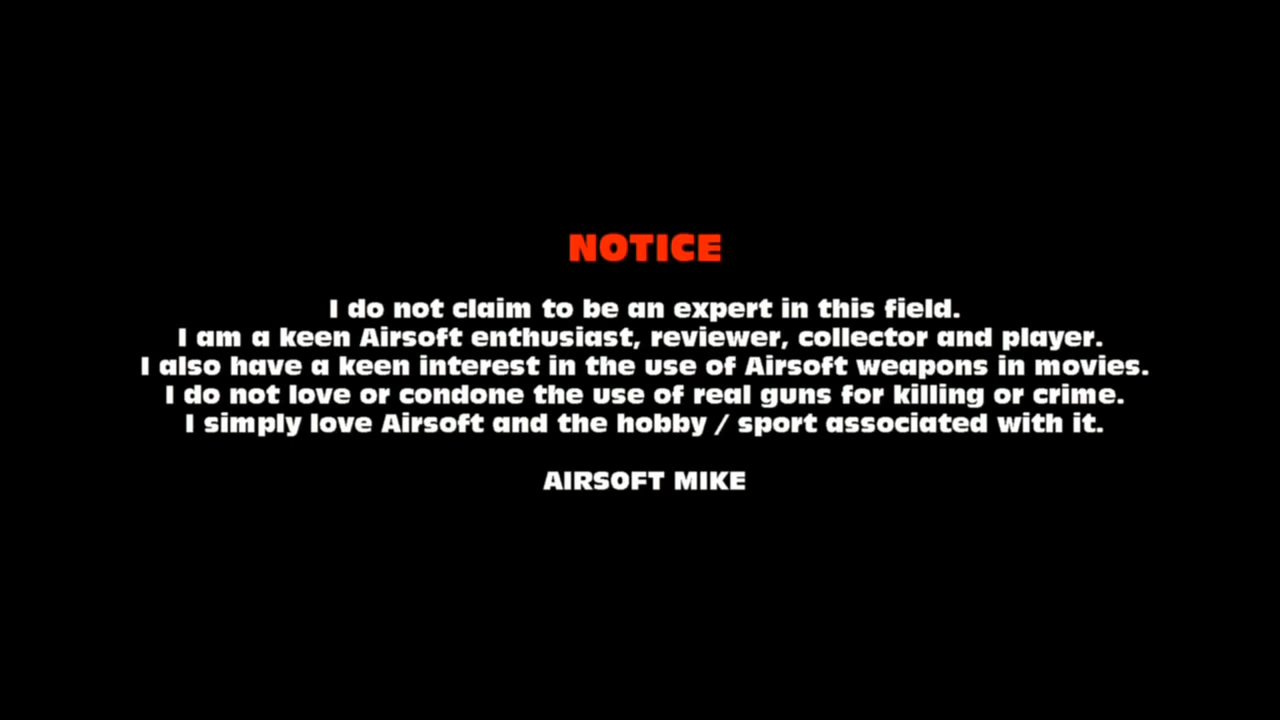 NOTICE
I do not claim to be an expert in this field.
I am a keen Airsoft enthusiast, reviewer, collector and player.
I also have a keen interest in the use of Airsoft weapons in movies.
I do not love or condone the use of real guns for killing or crime.
I simply love Airsoft and the hobby / sport associated with it.
AIRSOFT MIKE